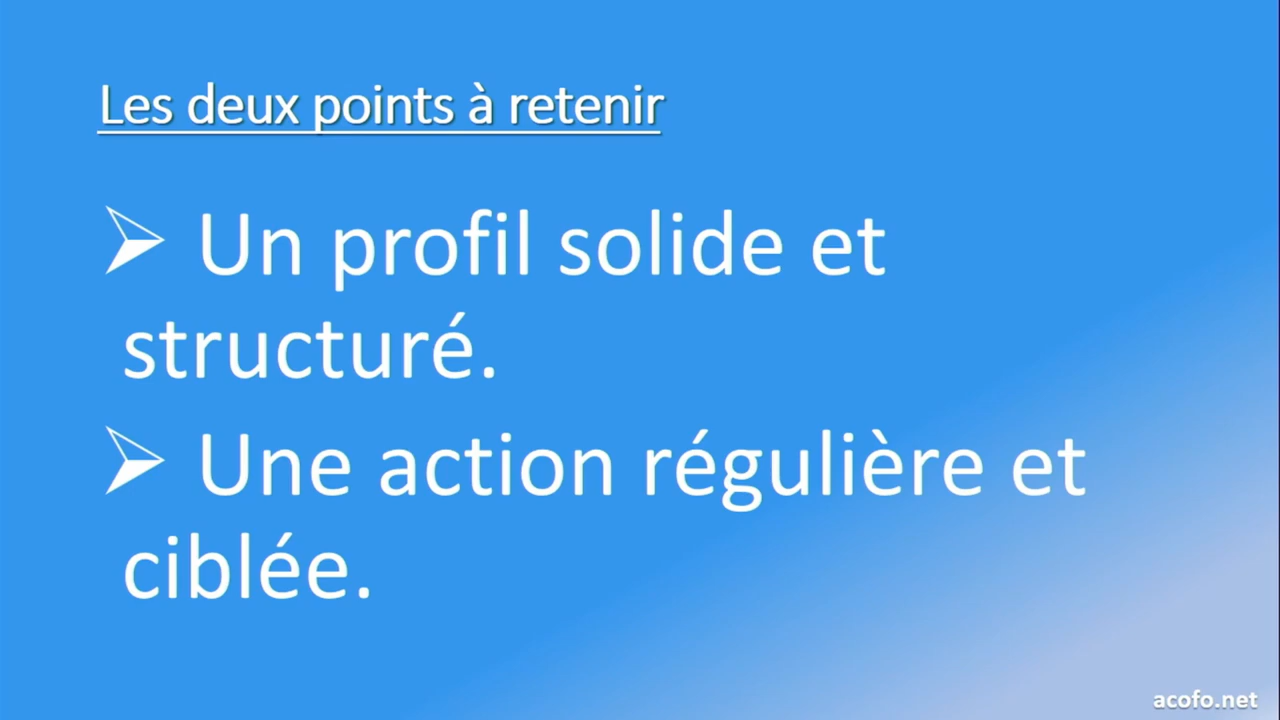 Les deux points à retenir
➢ Un profil solide et
structuré.
➢ Une action régulière et
ciblée.
acofo.net